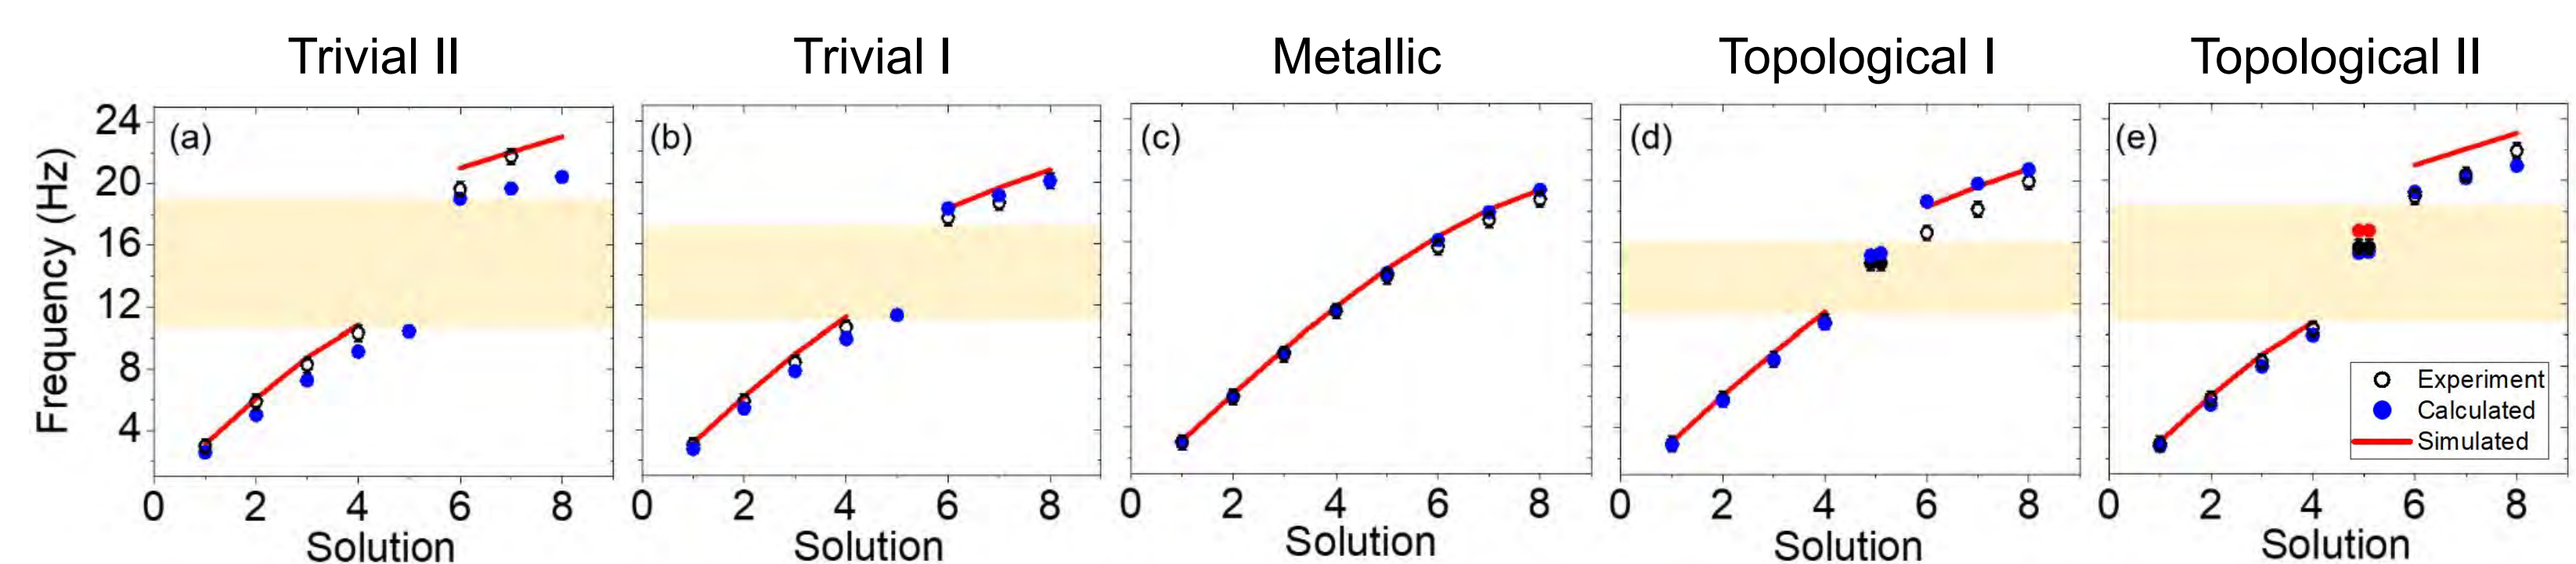 Trivial II
Trivial I
Metallic
Topological I
Topological II
Frequency (Hz)
24
20
16
12
8
4
(a)
(b)
(c)
(d)
(e)
Experiment
Calculated
Simulated
0 2 4 6 8
0 2 4 6 8
0 2 4 6 8
0 2 4 6 8
0 2 4 6 8
Solution
Solution
Solution
Solution
Solution